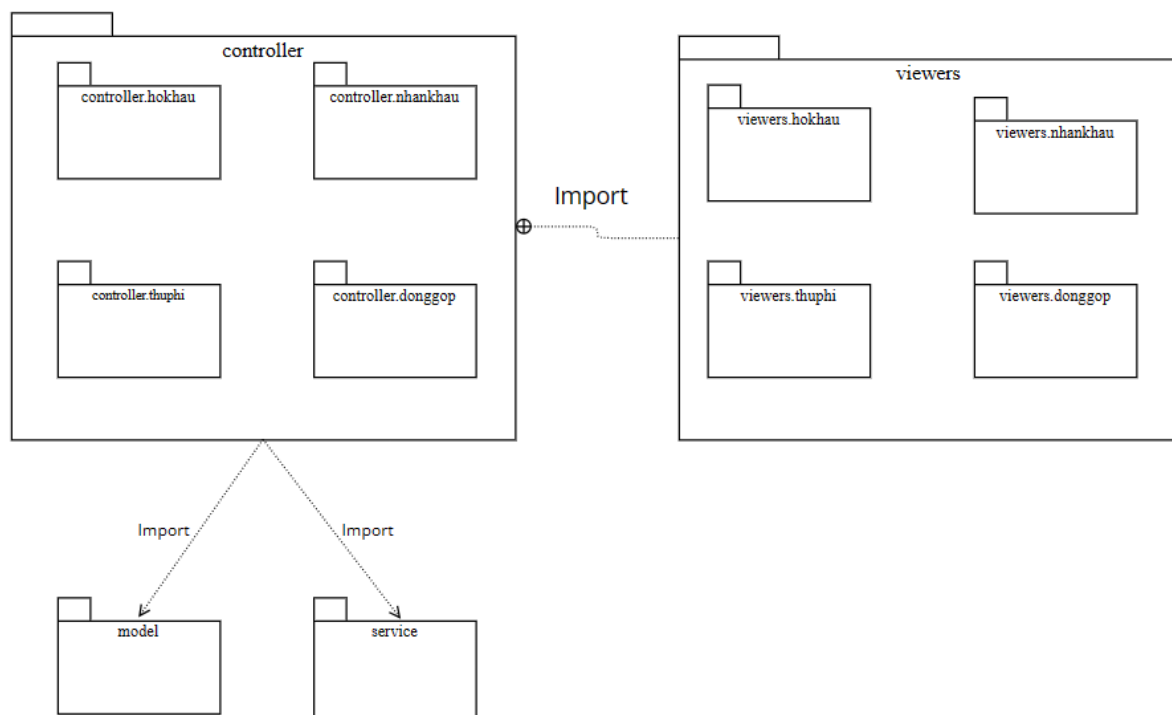 controller
controller.hokhau
controller.nhankhau
controller.thuphi
controller.donggop
Import
viewers
viewers.hokhau
viewers.nhankhau
viewers.thuphi
viewers.donggop
Import
Import
model
service